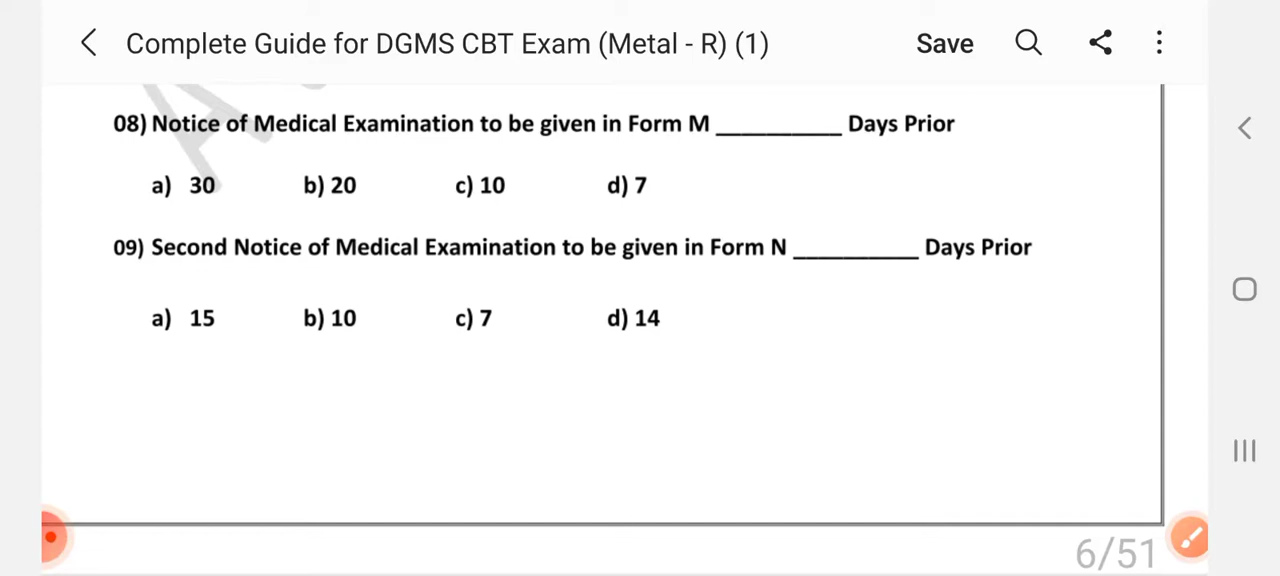 Complete Guide for DGMS CBT Exam (Metal - R) (1) Save
08) Notice of Medical Examination to be given in Form M __________ Days Prior
a) 30 b) 20 c) 10 d) 7
09) Second Notice of Medical Examination to be given in Form N __________ Days Prior
a) 15 b) 10 c) 7 d) 14
6/51